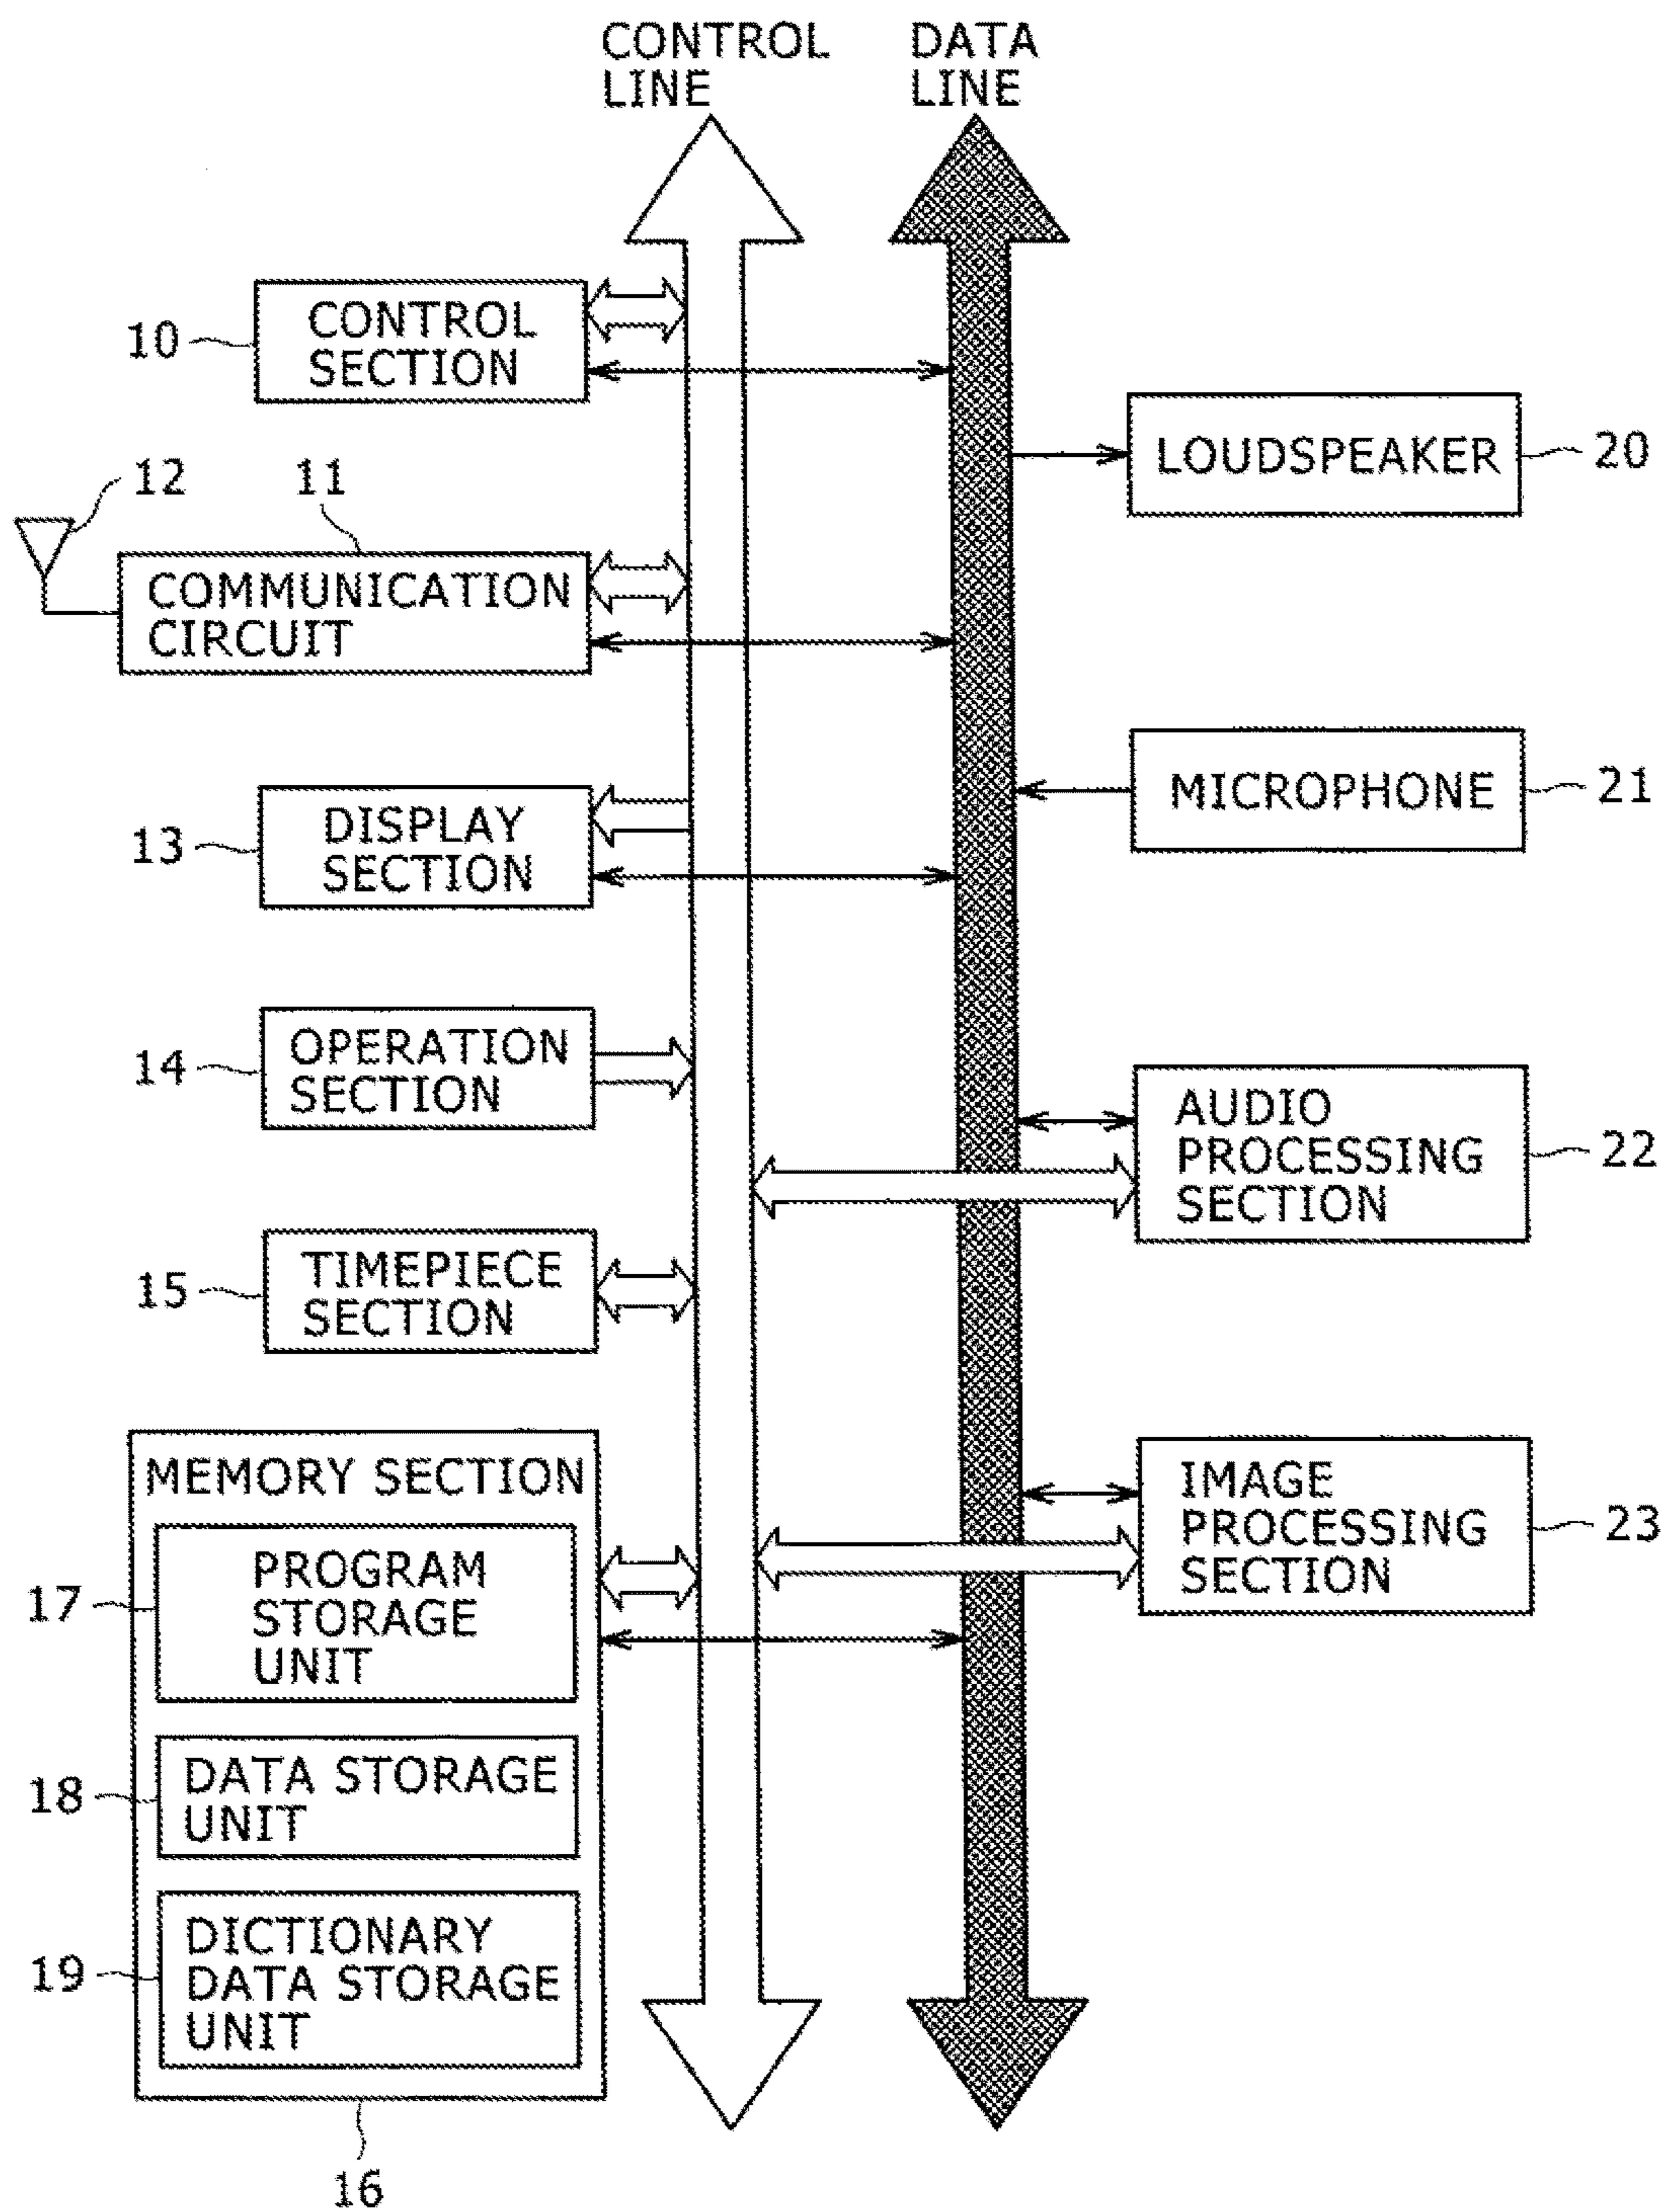 CONTROL
LINE
DATA
LINE
10
CONTROL
SECTION
LOUDSPEAKER
20
12
11
COMMUNICATION
CIRCUIT
MICROPHONE
21
13
DISPLAY
SECTION
14
OPERATION
SECTION
AUDIO
PROCESSING
SECTION
22
15
TIMEPIECE
SECTION
MEMORY SECTION
17
PROGRAM
STORAGE
UNIT
IMAGE
PROCESSING
SECTION
23
18
DATA STORAGE
UNIT
19
DICTIONARY
DATA STORAGE
UNIT
16